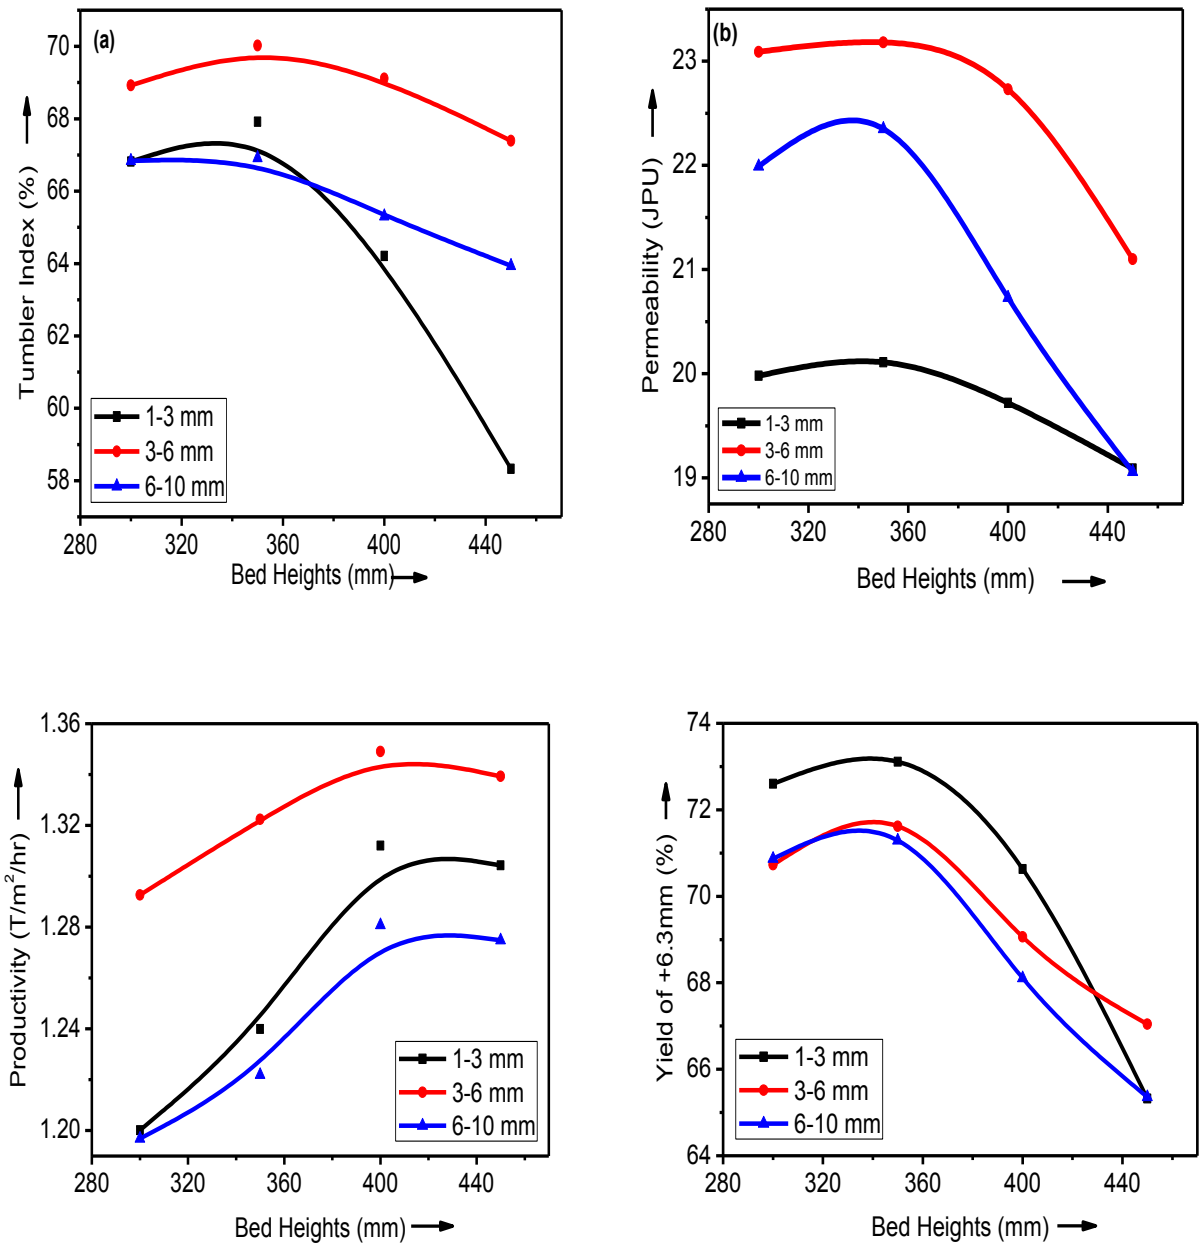 (a)
70
68
66
64
62
60
58
Tumbler Index (%)
1-3 mm
3-6 mm
6-10 mm
280 320 360 400 440
Bed Heights (mm)
(b)
23
22
21
20
19
Permeability (JPU)
1-3 mm
3-6 mm
6-10 mm
280 320 360 400 440
Bed Heights (mm)
1.36
1.32
1.28
1.24
1.20
Productivity (T/m²/hr)
1-3 mm
3-6 mm
6-10 mm
280 320 360 400 440
Bed Heights (mm)
74
72
70
68
66
64
Yield of +6.3mm (%)
1-3 mm
3-6 mm
6-10 mm
280 320 360 400 440
Bed Heights (mm)